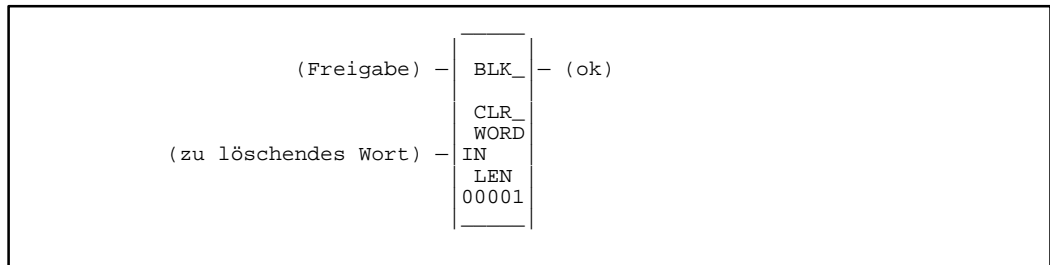 (Freigabe) BLK_ (ok)
CLR_
WORD
(zu löschendes Wort) IN
LEN
00001